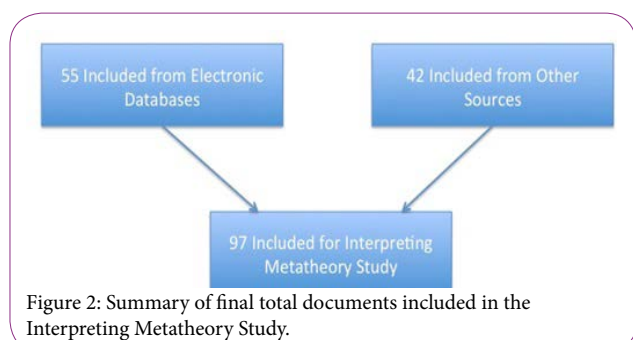 55 Included from Electronic
Databases
42 Included from Other
Sources
97 Included for Interpreting
Metatheory Study
Figure 2: Summary of final total documents included in the
Interpreting Metatheory Study.